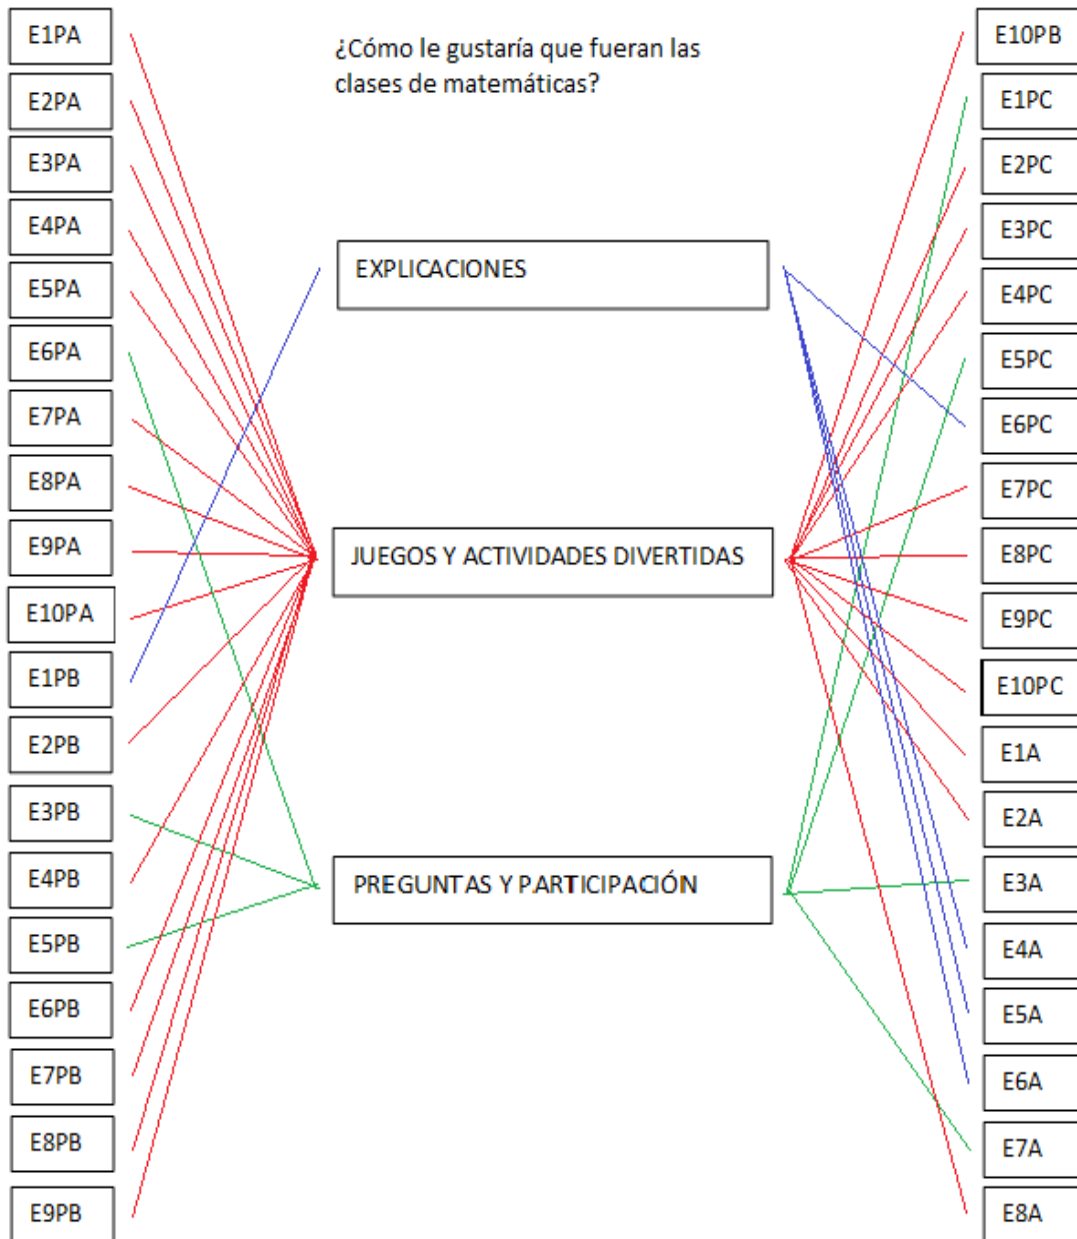 ¿Cómo le gustaría que fueran las
clases de matemáticas?
E1PA
E2PA
E3PA
E4PA
E5PA
E6PA
E7PA
E8PA
E9PA
E10PA
E1PB
E2PB
E3PB
E4PB
E5PB
E6PB
E7PB
E8PB
E9PB
EXPLICACIONES
JUEGOS Y ACTIVIDADES DIVERTIDAS
PREGUNTAS Y PARTICIPACIÓN
E10PB
E1PC
E2PC
E3PC
E4PC
E5PC
E6PC
E7PC
E8PC
E9PC
E10PC
E1A
E2A
E3A
E4A
E5A
E6A
E7A
E8A